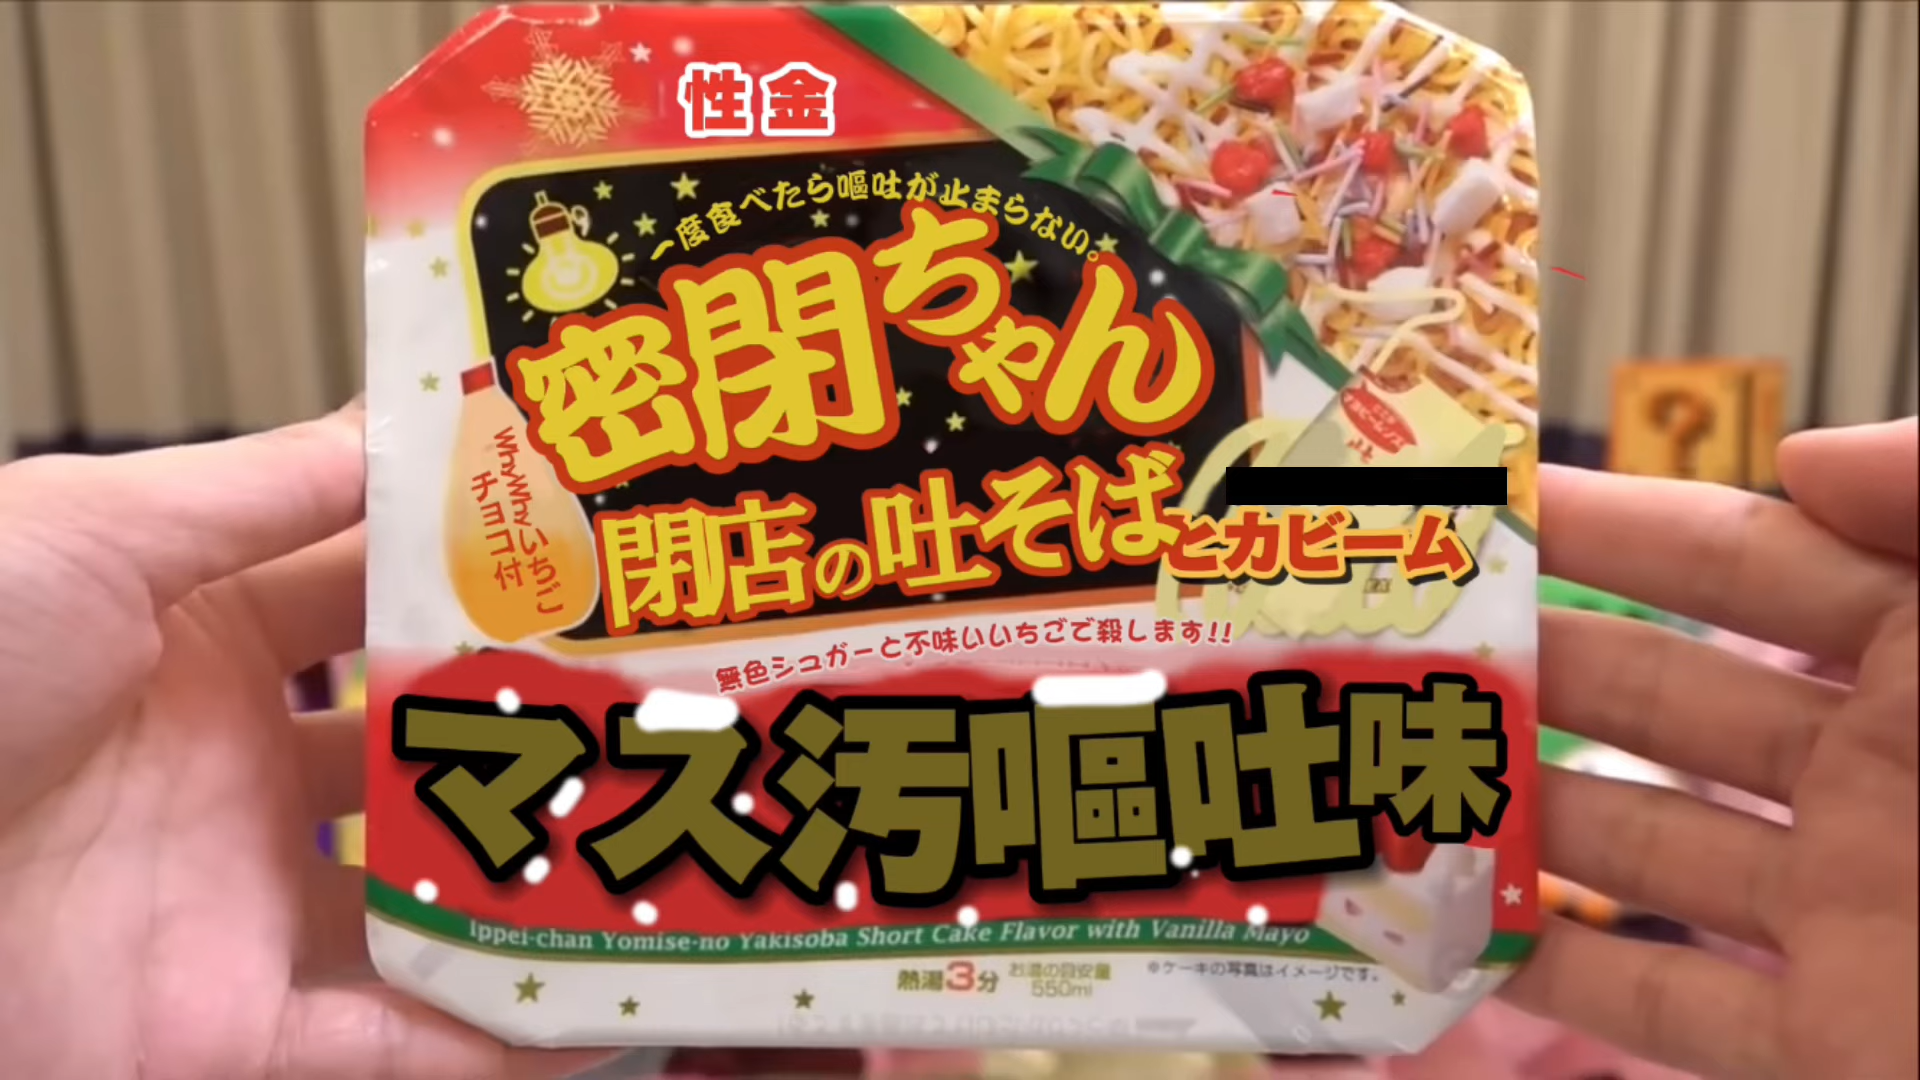 性金
一度食べたら嘔吐が止まらない。
密閉ちゃん
閉店の吐そば
とカビーム
WhyWhyいちご
チョコ付
無色シュガーと不味いいちごで殺します!!
マス汚嘔吐味
Ippei-chan Yomise-no Yakisoba Short Cake Flavor with Vanilla Mayo
熱湯3分
お湯の目安量
550ml
※ケーキの写真はイメージです。